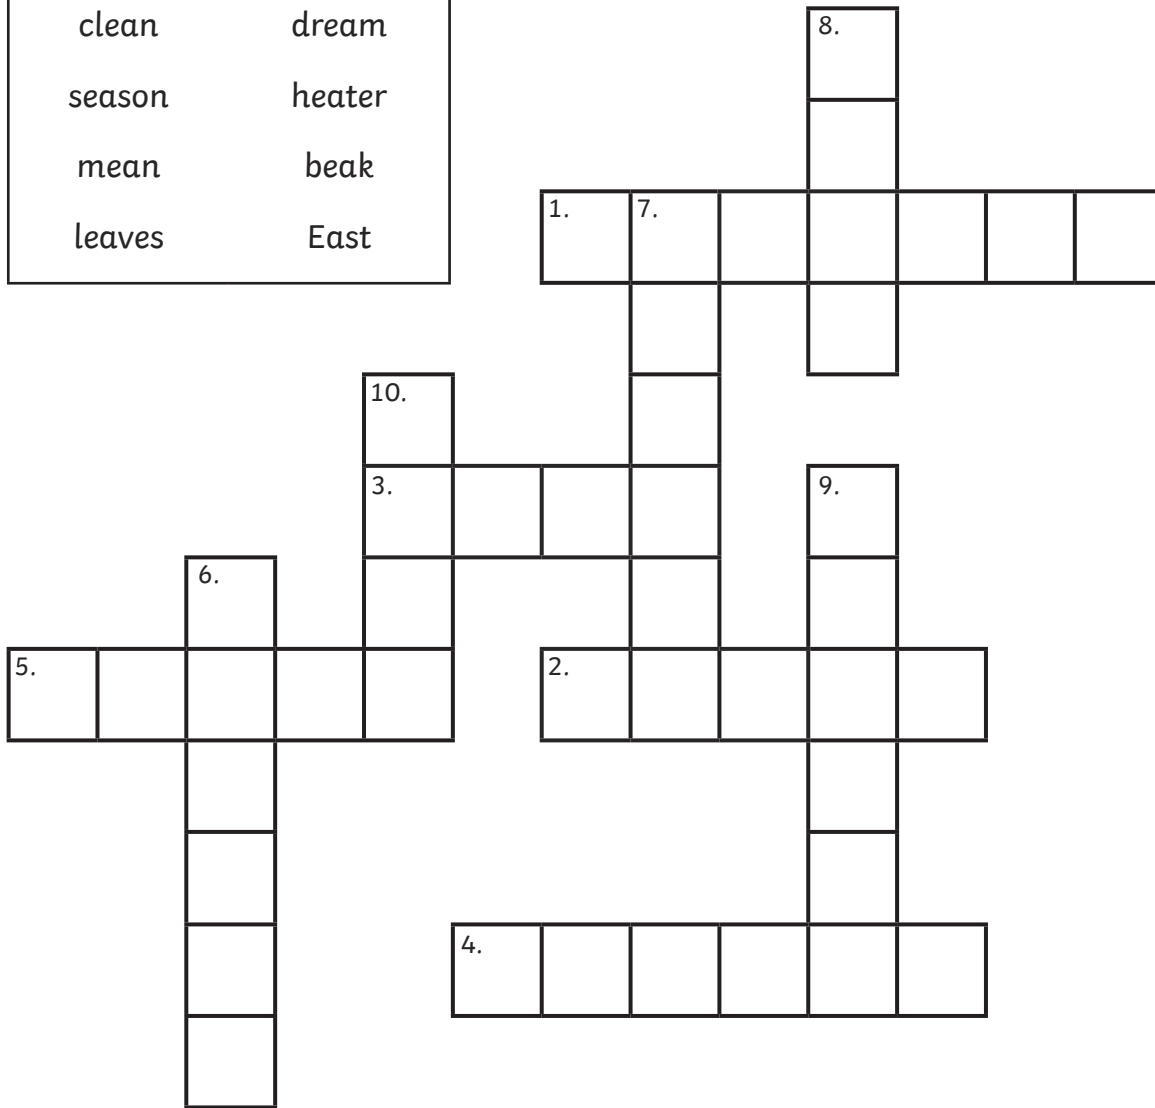 clean dream
season heater
mean beak
leaves East
8.
1. 7.
10.
3. 9.
6.
5. 2.
4.